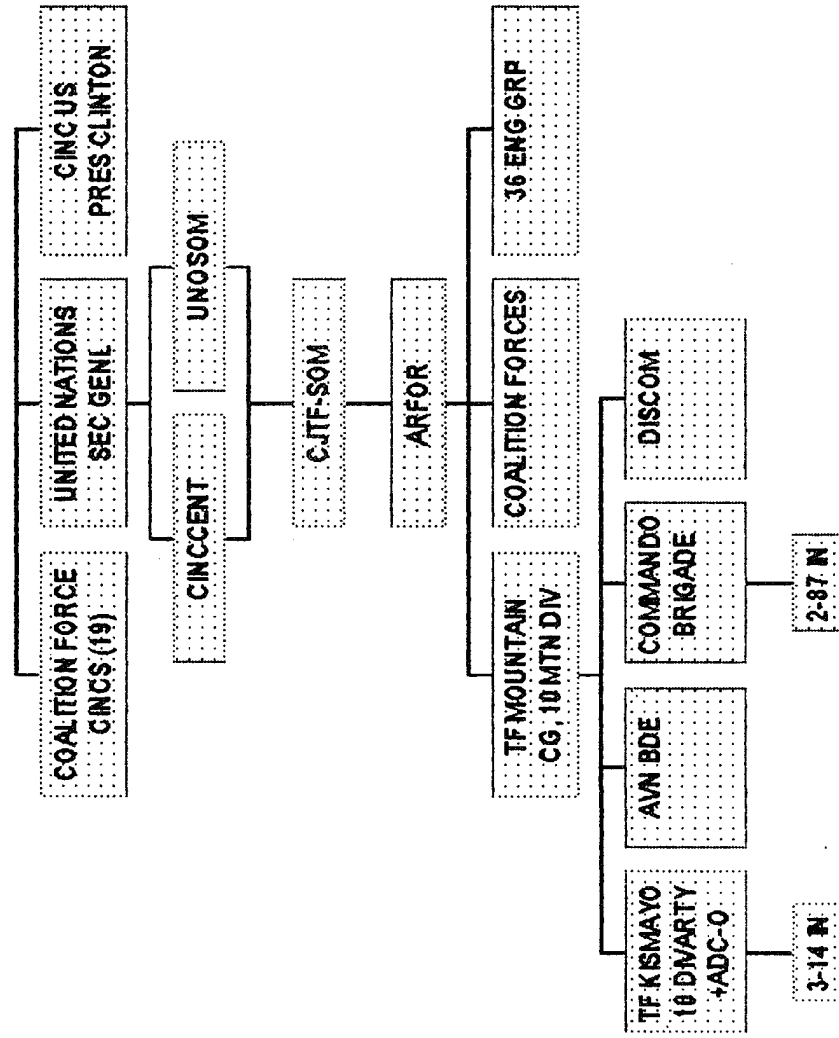 COALITION FORCE
CINCS (19)
UNITED NATIONS
SEC GENL
CINC US
PRES CLINTON
CINCCENT
UNOSOM
CJTF-SOM
ARFOR
TF MOUNTAIN
CG, 10 MTN DIV
COALITION FORCES
36 ENG GRP
TF KISMAYO
10 DIVARTY
+ADC-O
AVN BDE
COMMANDO
BRIGADE
DISCOM
3-14 IN
2-87 IN